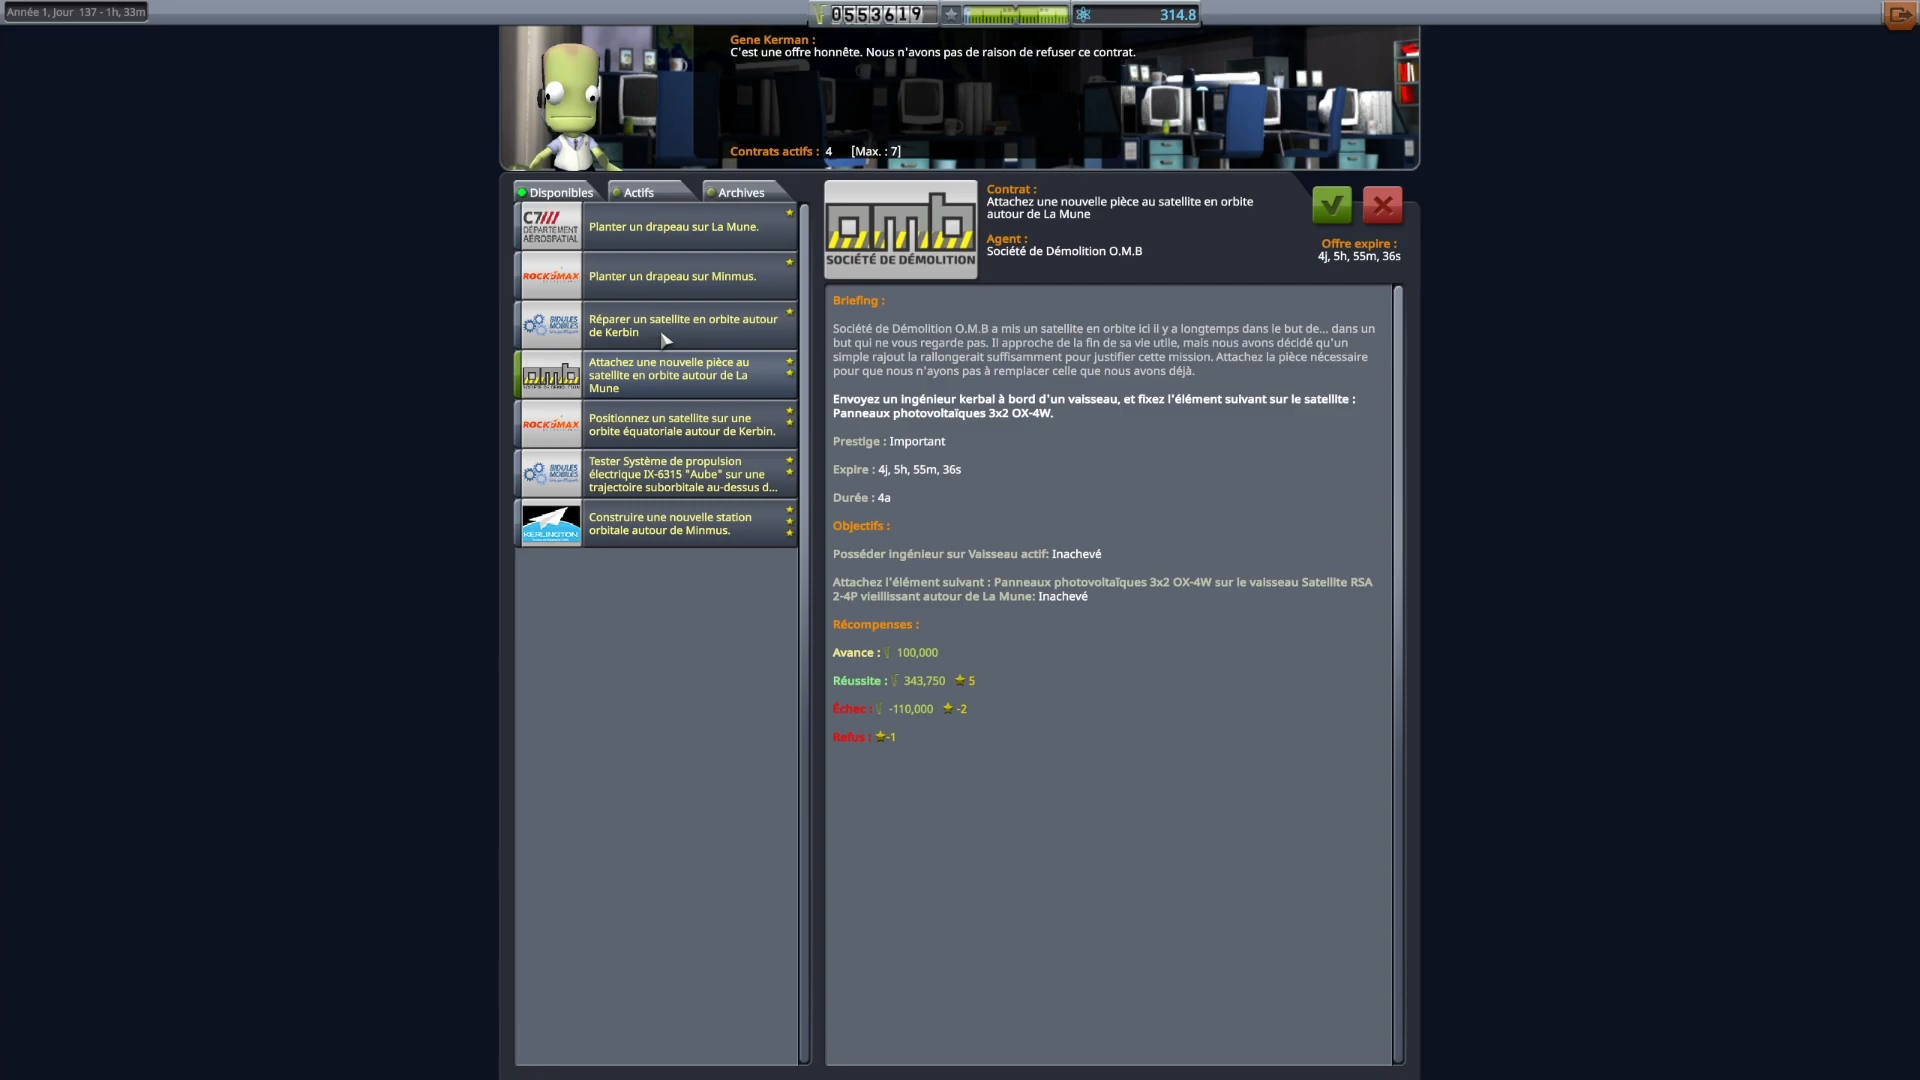 Année 1, Jour 137 - 1h, 33m
0553619
314.8
Gene Kerman :
C'est une offre honnête. Nous n'avons pas de raison de refuser ce contrat.
Contrats actifs : 4 [Max. : 7]
Disponibles
Actifs
Archives
C7///
DÉPARTEMENT
AÉROSPATIAL
Planter un drapeau sur La Mune.
ROCKOMAX
Planter un drapeau sur Minmus.
BIDULES
MOBILES
Réparer un satellite en orbite autour
de Kerbin
omb
Attachez une nouvelle pièce au
satellite en orbite autour de La
Mune
ROCKOMAX
Positionnez un satellite sur une
orbite équatoriale autour de Kerbin.
BIDULES
MOBILES
Tester Système de propulsion
électrique IX-6315 "Aube" sur une
trajectoire suborbitale au-dessus d...
KERLINGTON
Construire une nouvelle station
orbitale autour de Minmus.
omb
SOCIÉTÉ DE DÉMOLITION
Contrat :
Attachez une nouvelle pièce au satellite en orbite
autour de La Mune
Agent :
Société de Démolition O.M.B
Offre expire :
4j, 5h, 55m, 36s
Briefing :
Société de Démolition O.M.B a mis un satellite en orbite ici il y a longtemps dans le but de... dans un
but qui ne vous regarde pas. Il approche de la fin de sa vie utile, mais nous avons décidé qu'un
simple rajout la rallongerait suffisamment pour justifier cette mission. Attachez la pièce nécessaire
pour que nous n'ayons pas à remplacer celle que nous avons déjà.
Envoyez un ingénieur kerbal à bord d'un vaisseau, et fixez l'élément suivant sur le satellite :
Panneaux photovoltaïques 3x2 OX-4W.
Prestige : Important
Expire : 4j, 5h, 55m, 36s
Durée : 4a
Objectifs :
Posséder ingénieur sur Vaisseau actif: Inachevé
Attachez l'élément suivant : Panneaux photovoltaïques 3x2 OX-4W sur le vaisseau Satellite RSA
2-4P vieillissant autour de La Mune: Inachevé
Récompenses :
Avance : 100,000
Réussite : 343,750 5
Échec : -110,000 -2
Refus : -1